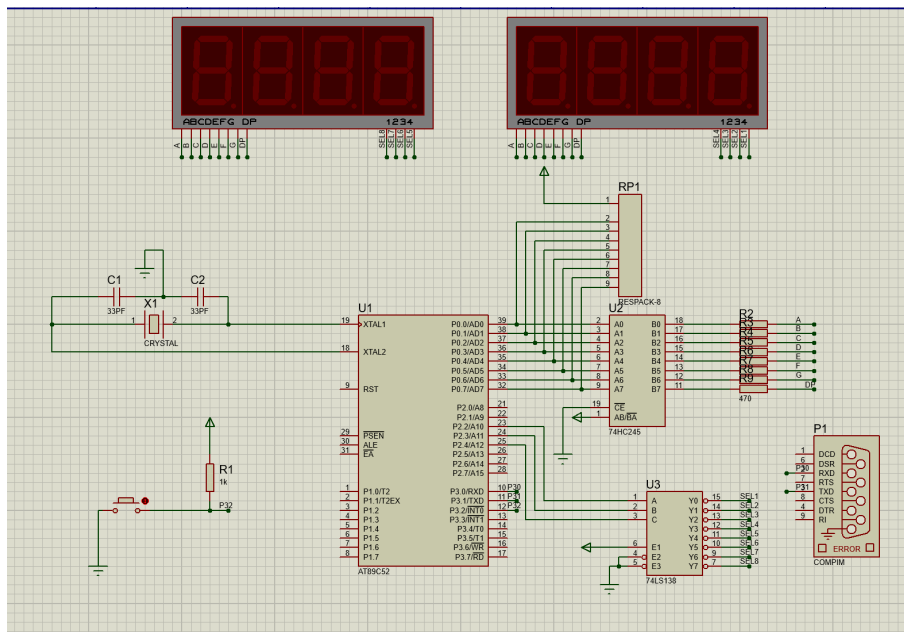 ABCDEFG DP
1234
ABCDEFG DP
1234
A
B
C
D
E
F
G
DP
SEL8
SEL7
SEL6
SEL5
A
B
C
D
E
F
G
DP
SEL4
SEL3
SEL2
SEL1
RP1
1
2
3
4
5
6
7
8
9
RESPACK-8
C1
33PF
C2
33PF
X1
1
2
CRYSTAL
U1
19 XTAL1
18 XTAL2
9 RST
29 PSEN
30 ALE
31 EA
1 P1.0/T2
2 P1.1/T2EX
3 P1.2
4 P1.3
5 P1.4
6 P1.5
7 P1.6
8 P1.7
P0.0/AD0 39
P0.1/AD1 38
P0.2/AD2 37
P0.3/AD3 36
P0.4/AD4 35
P0.5/AD5 34
P0.6/AD6 33
P0.7/AD7 32
P2.0/A8 21
P2.1/A9 22
P2.2/A10 23
P2.3/A11 24
P2.4/A12 25
P2.5/A13 26
P2.6/A14 27
P2.7/A15 28
P3.0/RXD 10 P30
P3.1/TXD 11 P31
P3.2/INT0 12 P32
P3.3/INT1 13
P3.4/T0 14
P3.5/T1 15
P3.6/WR 16
P3.7/RD 17
AT89C52
U2
2 A0 B0 18
3 A1 B1 17
4 A2 B2 16
5 A3 B3 15
6 A4 B4 14
7 A5 B5 13
8 A6 B6 12
9 A7 B7 11
19 CE
1 AB/BA
74HC245
R2
R3
R4
R5
R6
R7
R8
R9
470
A
B
C
D
E
F
G
DP
R1
1k
P32
U3
1 A Y0 15 SEL1
2 B Y1 14 SEL2
3 C Y2 13 SEL3
Y3 12 SEL4
6 E1 Y4 11 SEL5
4 E2 Y5 10 SEL6
5 E3 Y6 9 SEL7
Y7 7 SEL8
74LS138
P1
1 DCD
6 DSR
P30 2 RXD
7 RTS
P31 3 TXD
8 CTS
4 DTR
9 RI
ERROR
COMPIM